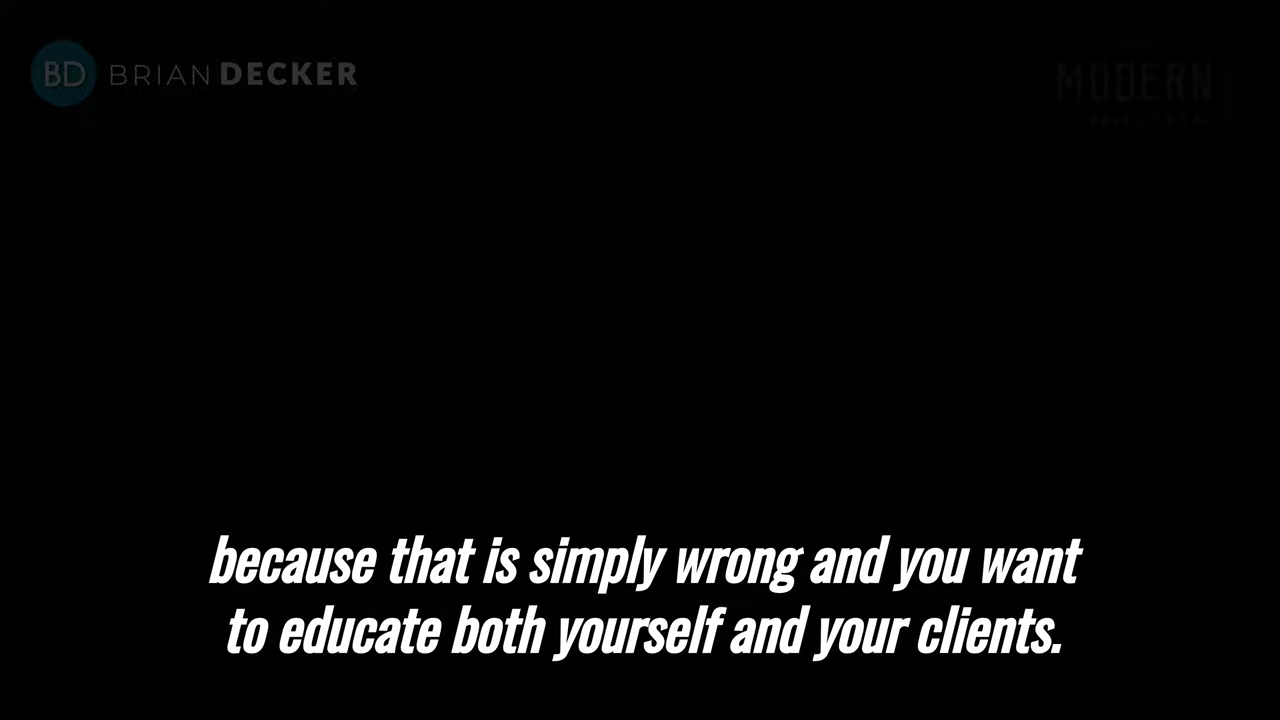 BD BRIAN DECKER
MODERN
because that is simply wrong and you want
to educate both yourself and your clients.